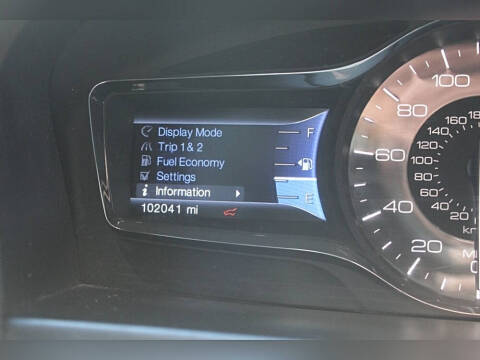 Display Mode
Trip 1 & 2
Fuel Economy
Settings
i Information
102041 mi
F
E
100
80
60
40
20
180
160
140
120
100
80
60
40
20